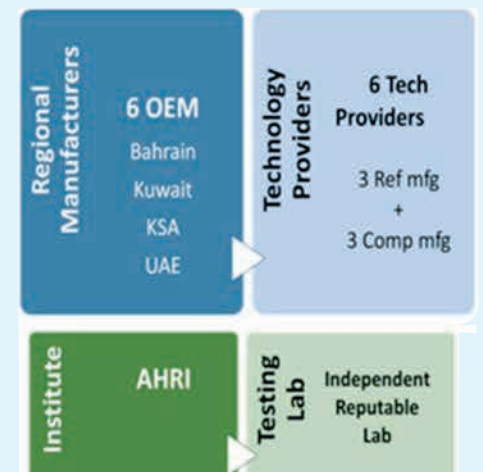 Regional
Manufacturers
6 OEM
Bahrain
Kuwait
KSA
UAE
Technology
Providers
6 Tech
Providers
3 Ref mfg
+
3 Comp mfg
Institute
AHRI
Testing
Lab
Independent
Reputable
Lab